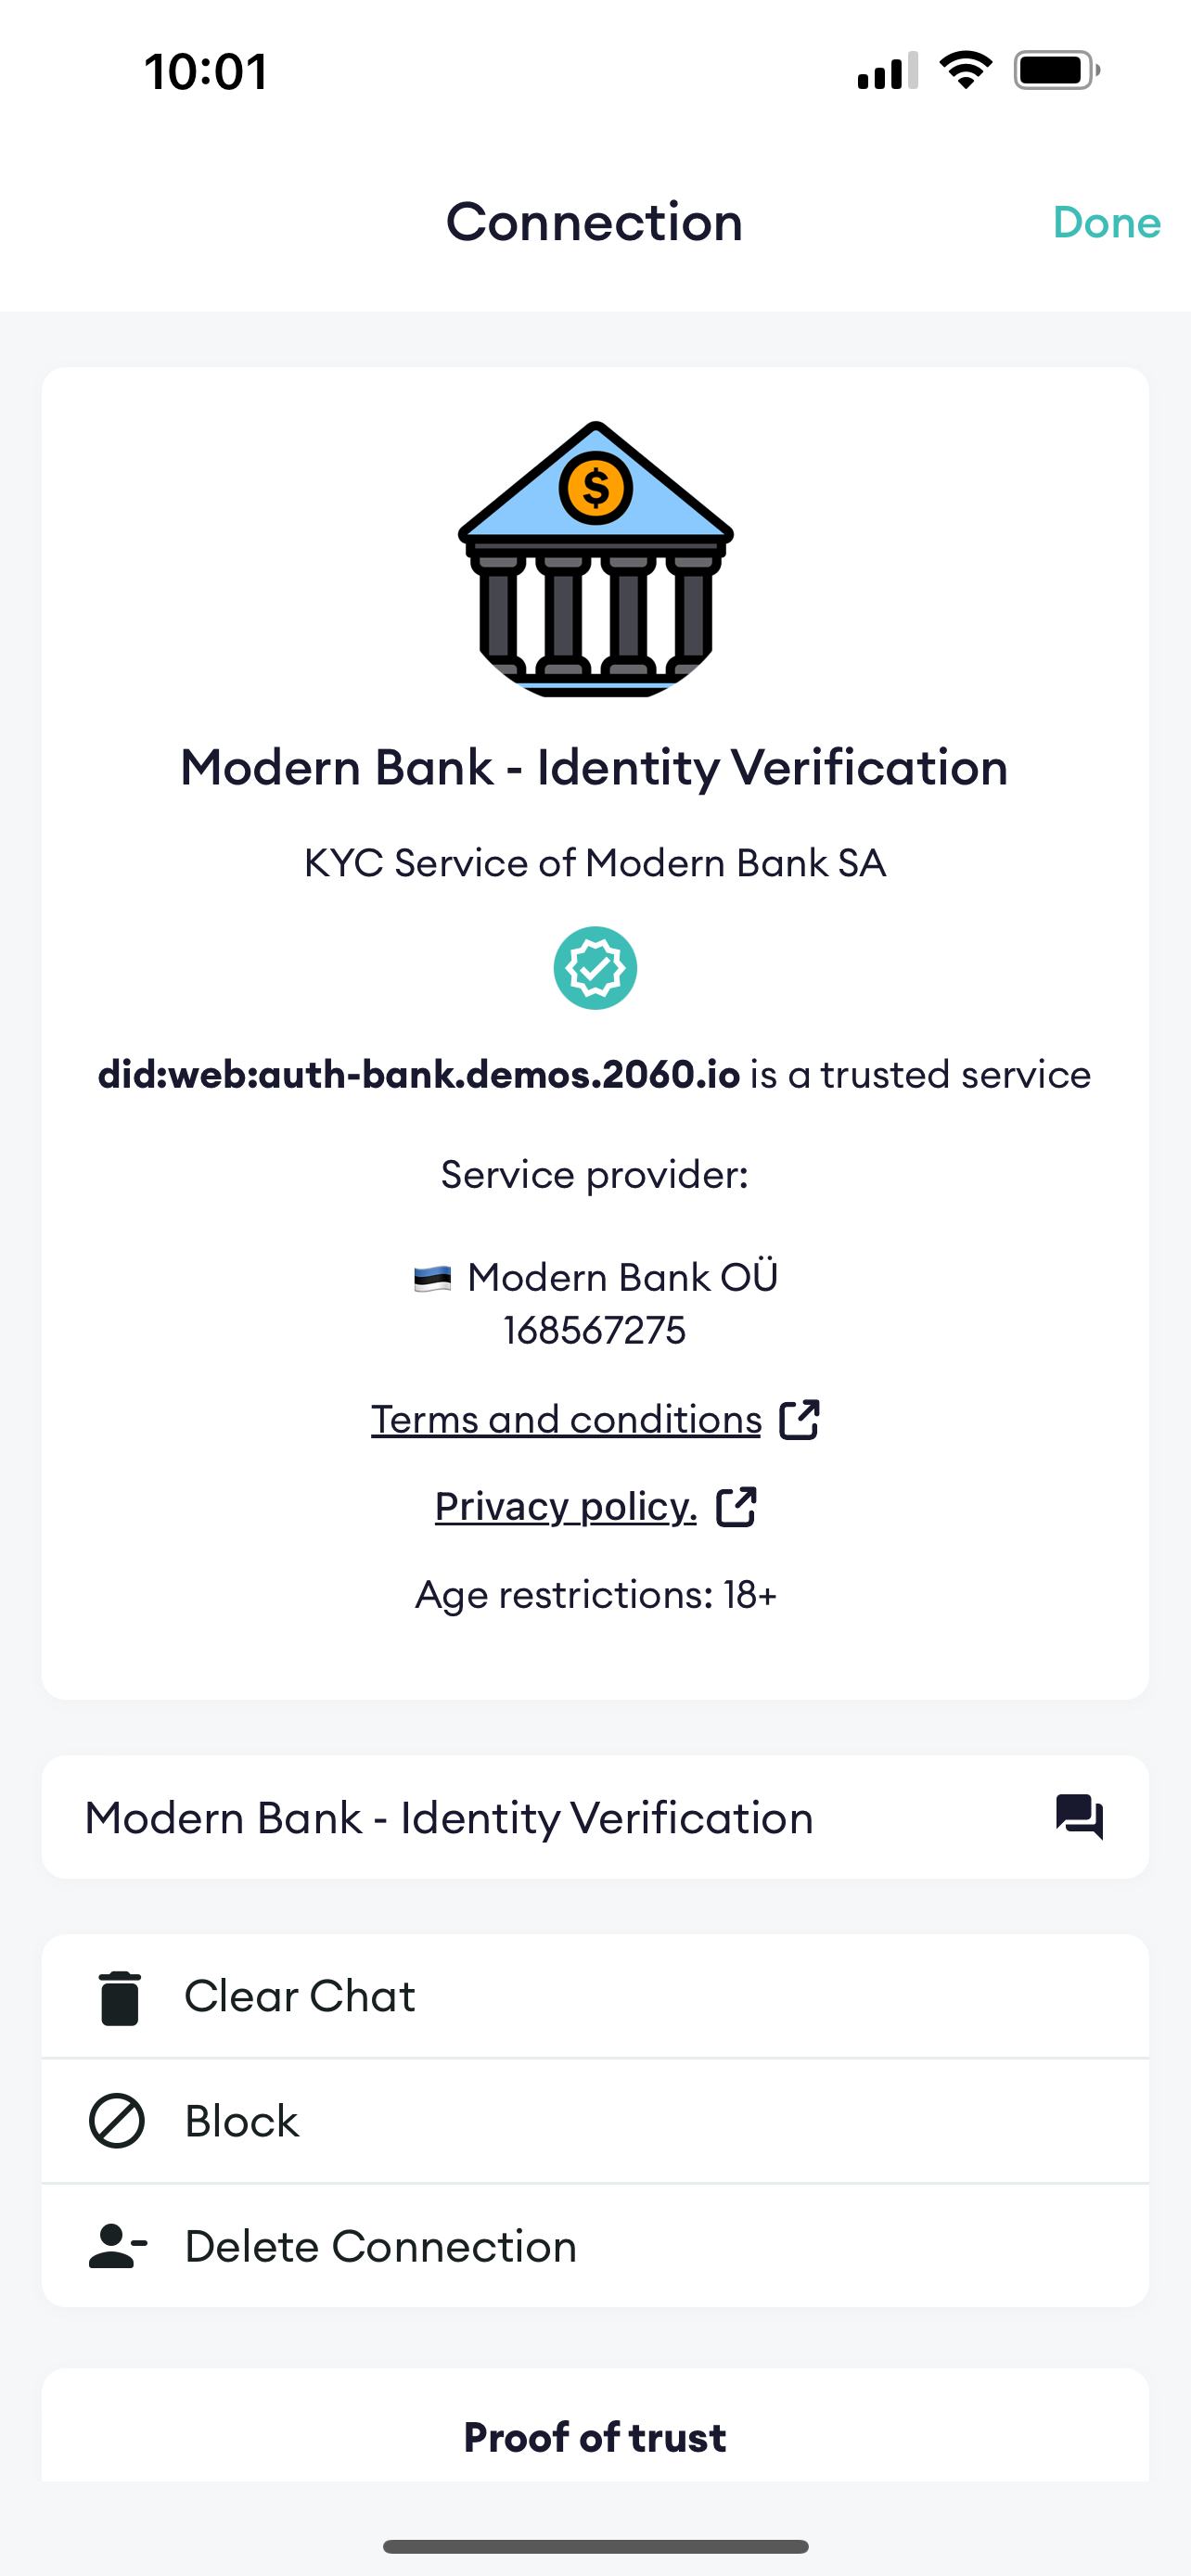 10:01
Connection
Done
$
Modern Bank - Identity Verification
KYC Service of Modern Bank SA
did:web:auth-bank.demos.2060.io is a trusted service
Service provider:
🇪🇪 Modern Bank OÜ
168567275
Terms and conditions
Privacy policy.
Age restrictions: 18+
Modern Bank - Identity Verification
Clear Chat
Block
Delete Connection
Proof of trust